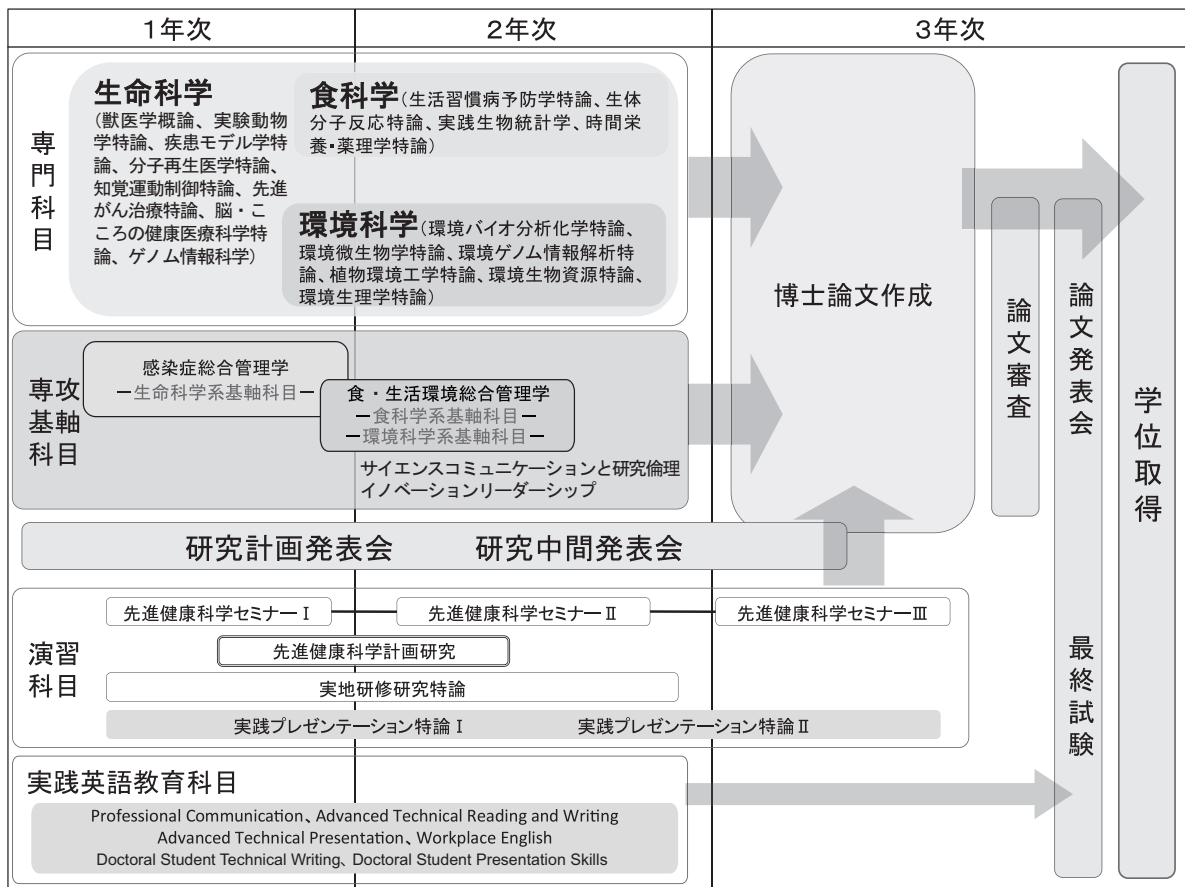 1年次
2年次
3年次
専門科目
生命科学
(獣医学概論、実験動物
学特論、疾患モデル学特
論、分子再生医学特論、
知覚運動制御特論、先進
がん治療特論、脳・こ
ころの健康医療科学特
論、ゲノム情報科学)
食科学(生活習慣病予防学特論、生体
分子反応特論、実践生物統計学、時間栄
養・薬理学特論)
環境科学(環境バイオ分析化学特論、
環境微生物学特論、環境ゲノム情報解析特
論、植物環境工学特論、環境生物資源特論、
環境生理学特論)
専攻
基軸
科目
感染症総合管理学
ー生命科学系基軸科目ー
食・生活環境総合管理学
ー食科学系基軸科目ー
ー環境科学系基軸科目ー
サイエンスコミュニケーションと研究倫理
イノベーションリーダーシップ
博士論文作成
論文審査
論文発表会
最終試験
学位取得
研究計画発表会
研究中間発表会
演習
科目
先進健康科学セミナーⅠ
先進健康科学セミナーⅡ
先進健康科学セミナーⅢ
先進健康科学計画研究
実地研修研究特論
実践プレゼンテーション特論Ⅰ
実践プレゼンテーション特論Ⅱ
実践英語教育科目
Professional Communication、Advanced Technical Reading and Writing
Advanced Technical Presentation、Workplace English
Doctoral Student Technical Writing、Doctoral Student Presentation Skills